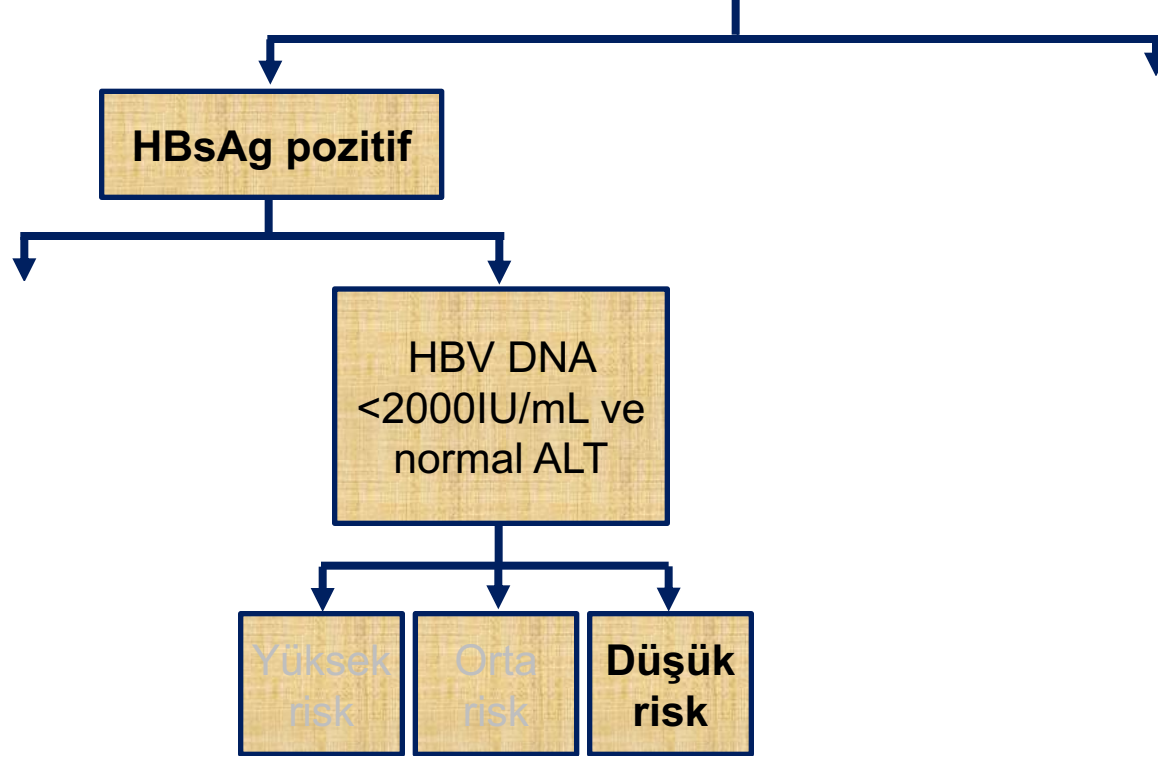 HBsAg pozitif
HBV DNA
<2000IU/mL ve
normal ALT
Yüksek
risk
Orta
risk
Düşük
risk